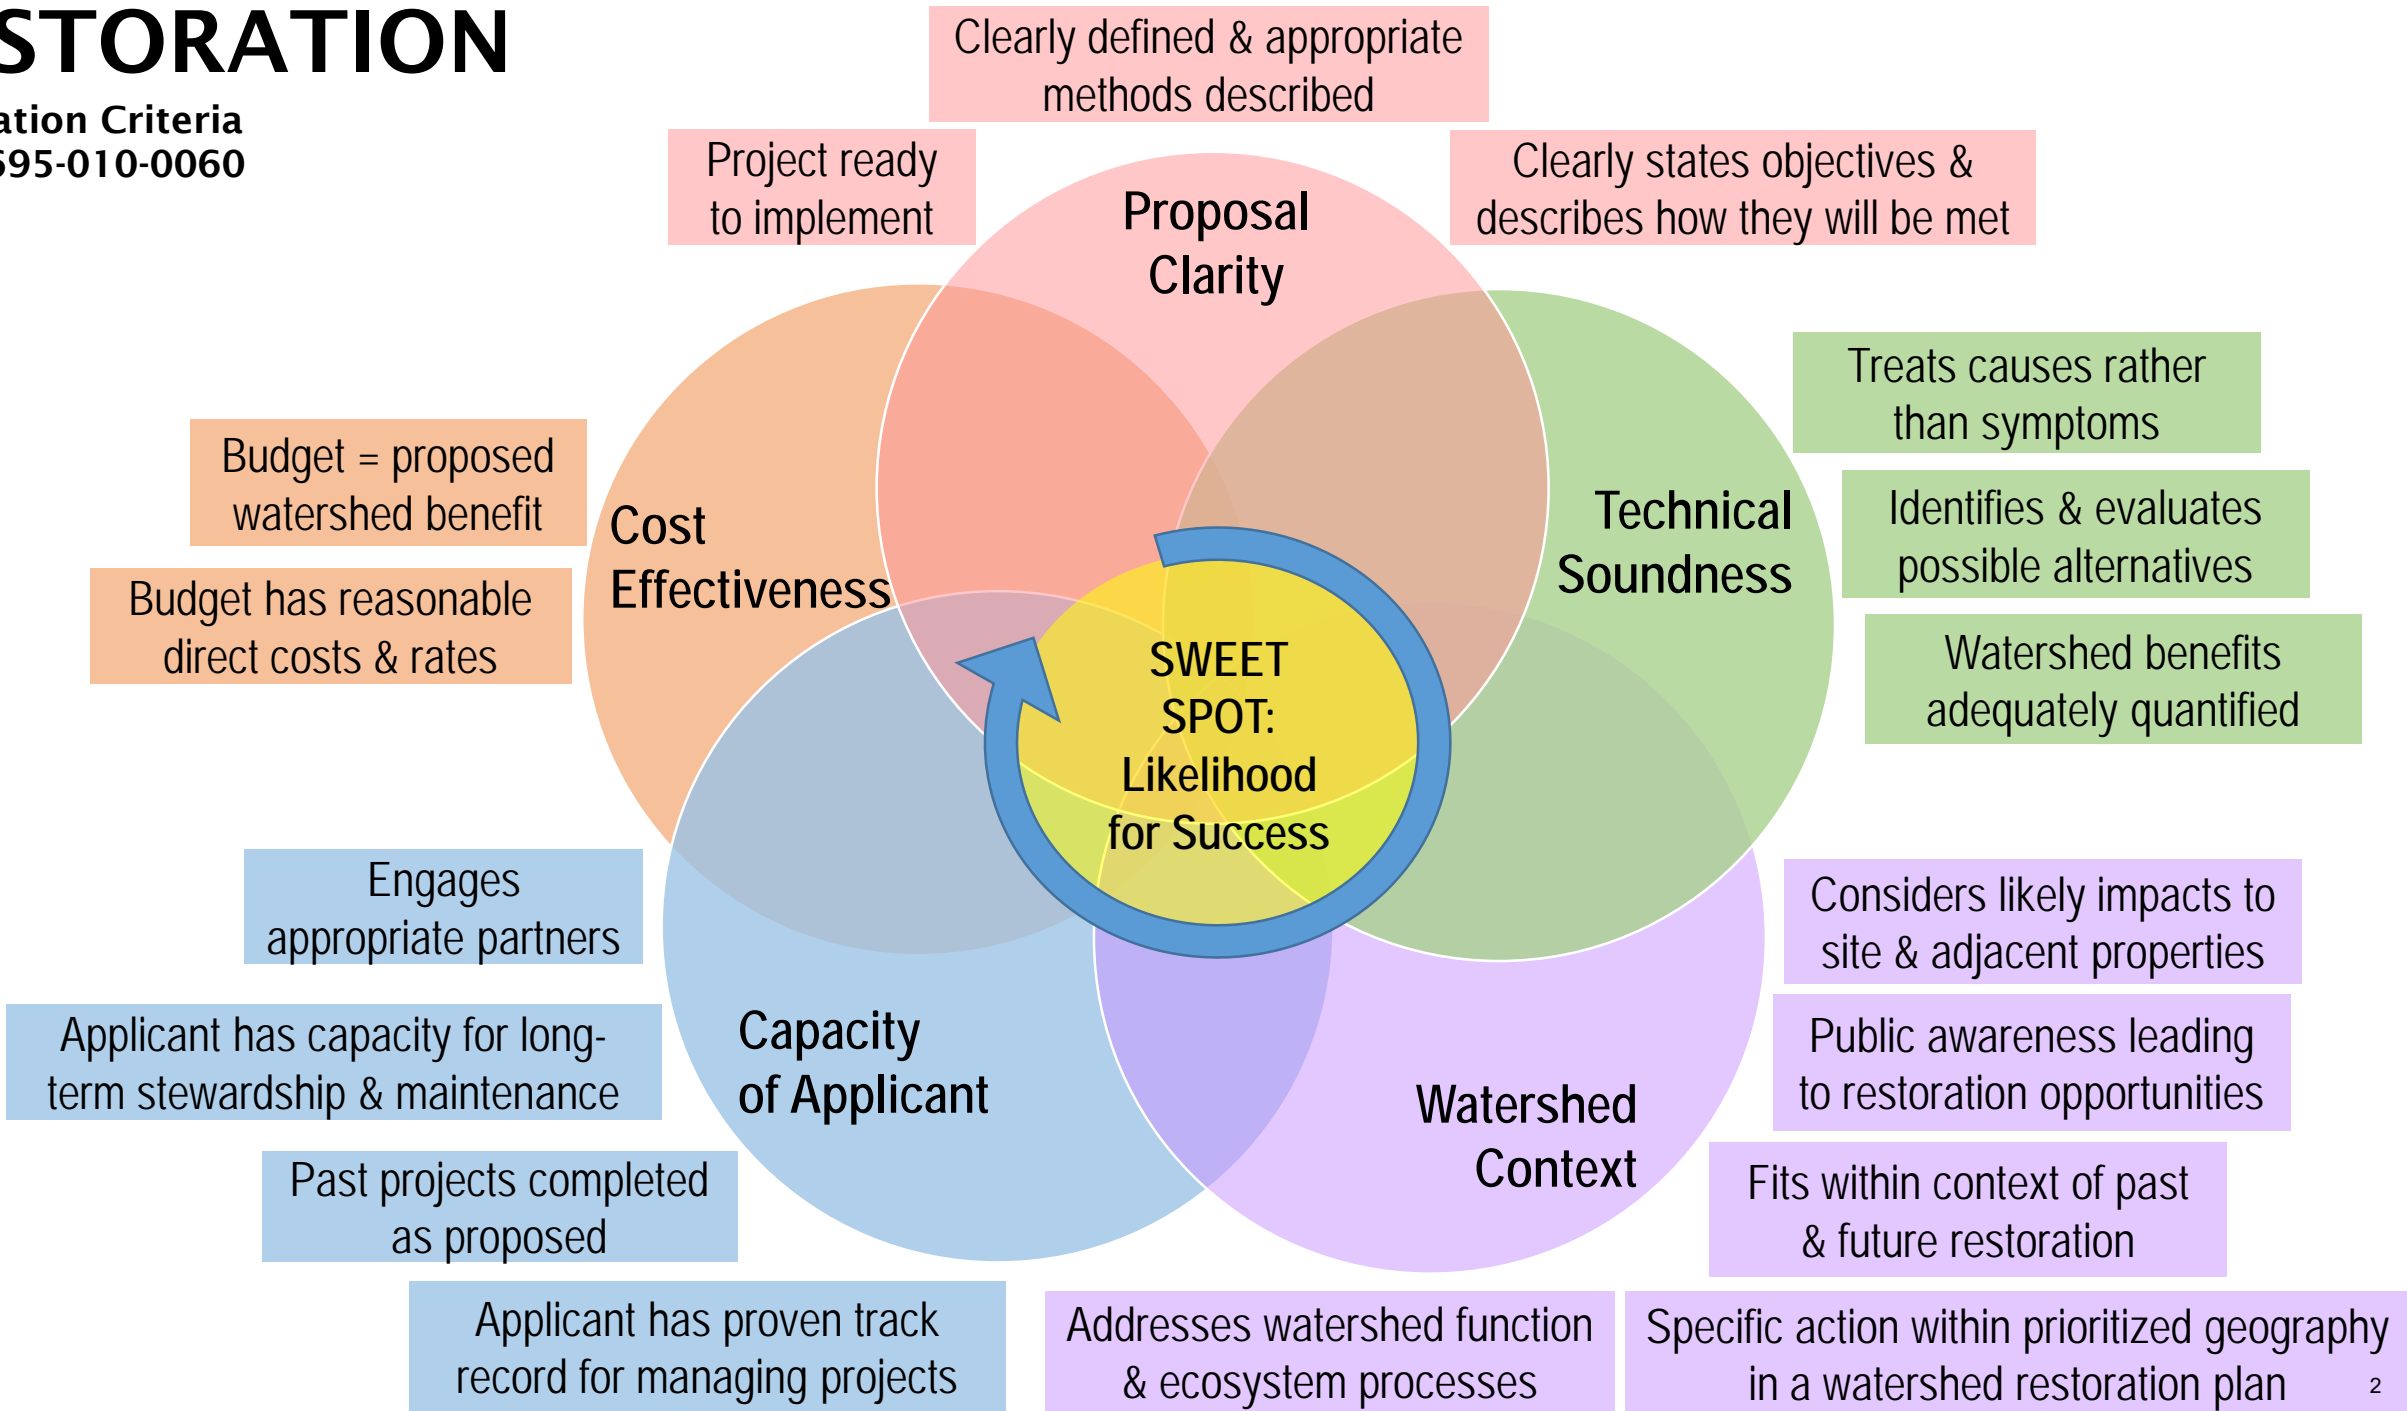 STORATION
ation Criteria
695-010-0060
Clearly defined & appropriate
methods described
Project ready
to implement
Clearly states objectives &
describes how they will be met
Proposal
Clarity
Treats causes rather
than symptoms
Identifies & evaluates
possible alternatives
Watershed benefits
adequately quantified
Technical
Soundness
Budget = proposed
watershed benefit
Budget has reasonable
direct costs & rates
Cost
Effectiveness
SWEET
SPOT:
Likelihood
for Success
Engages
appropriate partners
Applicant has capacity for long-
term stewardship & maintenance
Past projects completed
as proposed
Applicant has proven track
record for managing projects
Capacity
of Applicant
Watershed
Context
Considers likely impacts to
site & adjacent properties
Public awareness leading
to restoration opportunities
Fits within context of past
& future restoration
Addresses watershed function
& ecosystem processes
Specific action within prioritized geography
in a watershed restoration plan
2